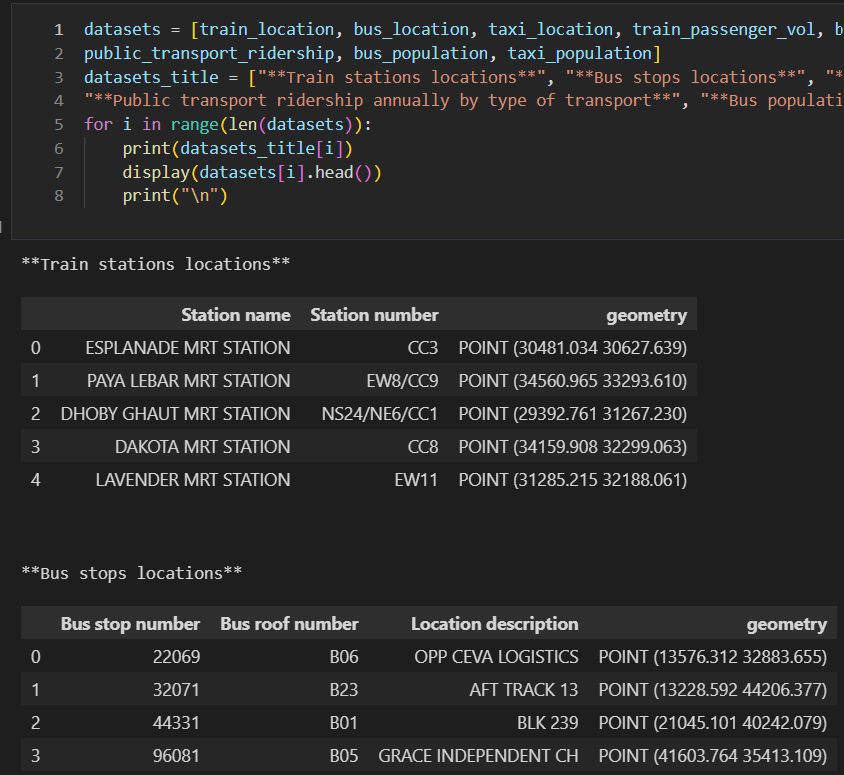 1 datasets = [train_location, bus_location, taxi_location, train_passenger_vol, b
2 public_transport_ridership, bus_population, taxi_population]
3 datasets_title = ["**Train stations locations**", "**Bus stops locations**", "*
4 "**Public transport ridership annually by type of transport**", "**Bus populati
5 for i in range(len(datasets)):
6 print(datasets_title[i])
7 display(datasets[i].head())
8 print("\n")
**Train stations locations**
Station name Station number geometry
0 ESPLANADE MRT STATION CC3 POINT (30481.034 30627.639)
1 PAYA LEBAR MRT STATION EW8/CC9 POINT (34560.965 33293.610)
2 DHOBY GHAUT MRT STATION NS24/NE6/CC1 POINT (29392.761 31267.230)
3 DAKOTA MRT STATION CC8 POINT (34159.908 32299.063)
4 LAVENDER MRT STATION EW11 POINT (31285.215 32188.061)
**Bus stops locations**
Bus stop number Bus roof number Location description geometry
0 22069 B06 OPP CEVA LOGISTICS POINT (13576.312 32883.655)
1 32071 B23 AFT TRACK 13 POINT (13228.592 44206.377)
2 44331 B01 BLK 239 POINT (21045.101 40242.079)
3 96081 B05 GRACE INDEPENDENT CH POINT (41603.764 35413.109)